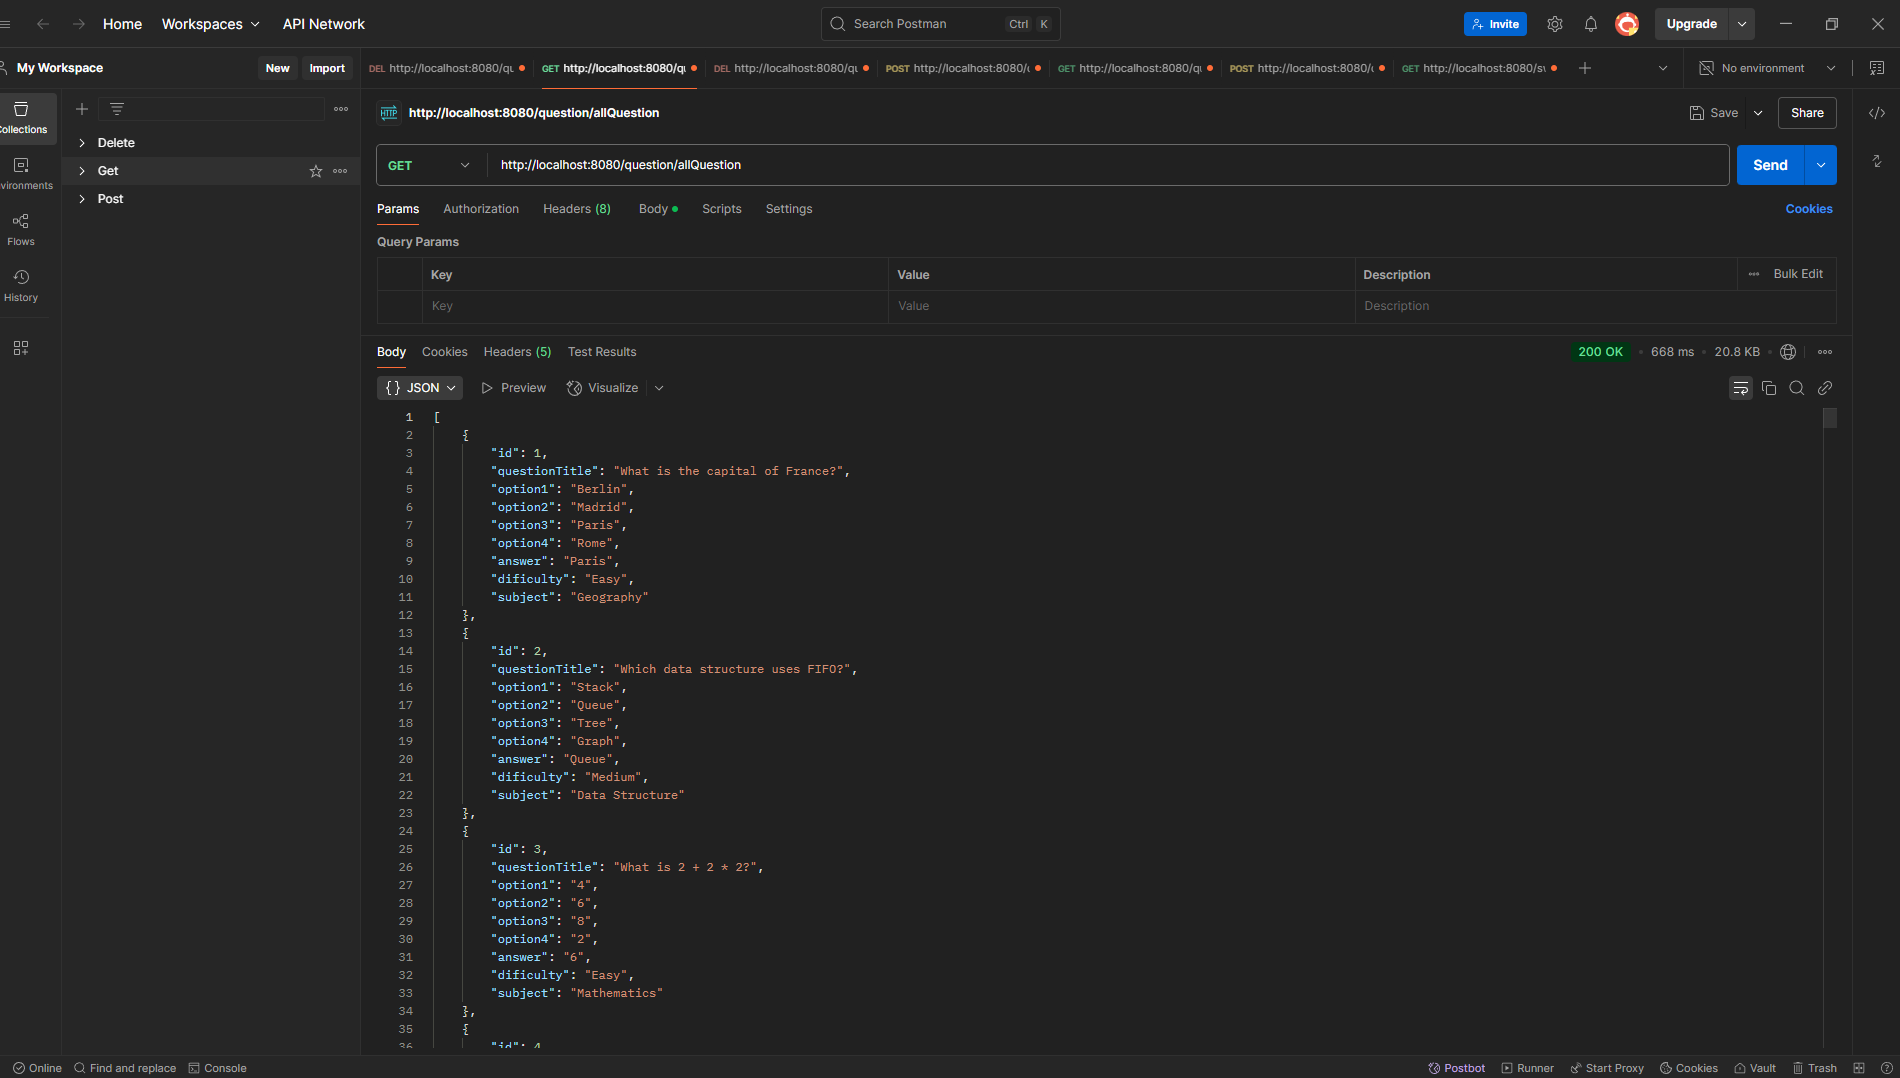 Home Workspaces API Network
Search Postman Ctrl K
Invite Upgrade
My Workspace New Import
DEL http://localhost:8080/qu GET http://localhost:8080/qu DEL http://localhost:8080/qu POST http://localhost:8080/ GET http://localhost:8080/qu POST http://localhost:8080/ GET http://localhost:8080/s
No environment
Collections
Delete
Get
Post
vironments
Flows
History
HTTP http://localhost:8080/question/allQuestion
Save Share
GET http://localhost:8080/question/allQuestion Send
Params Authorization Headers (8) Body Scripts Settings Cookies
Query Params
Key Value Description Bulk Edit
Key Value Description
Body Cookies Headers (5) Test Results 200 OK 668 ms 20.8 KB
{} JSON Preview Visualize
1 [
2 {
3 "id": 1,
4 "questionTitle": "What is the capital of France?",
5 "option1": "Berlin",
6 "option2": "Madrid",
7 "option3": "Paris",
8 "option4": "Rome",
9 "answer": "Paris",
10 "dificulty": "Easy",
11 "subject": "Geography"
12 },
13 {
14 "id": 2,
15 "questionTitle": "Which data structure uses FIFO?",
16 "option1": "Stack",
17 "option2": "Queue",
18 "option3": "Tree",
19 "option4": "Graph",
20 "answer": "Queue",
21 "dificulty": "Medium",
22 "subject": "Data Structure"
23 },
24 {
25 "id": 3,
26 "questionTitle": "What is 2 + 2 * 2?",
27 "option1": "4",
28 "option2": "6",
29 "option3": "8",
30 "option4": "2",
31 "answer": "6",
32 "dificulty": "Easy",
33 "subject": "Mathematics"
34 },
35 {
36 "id": 4
Online Find and replace Console
Postbot Runner Start Proxy Cookies Vault Trash